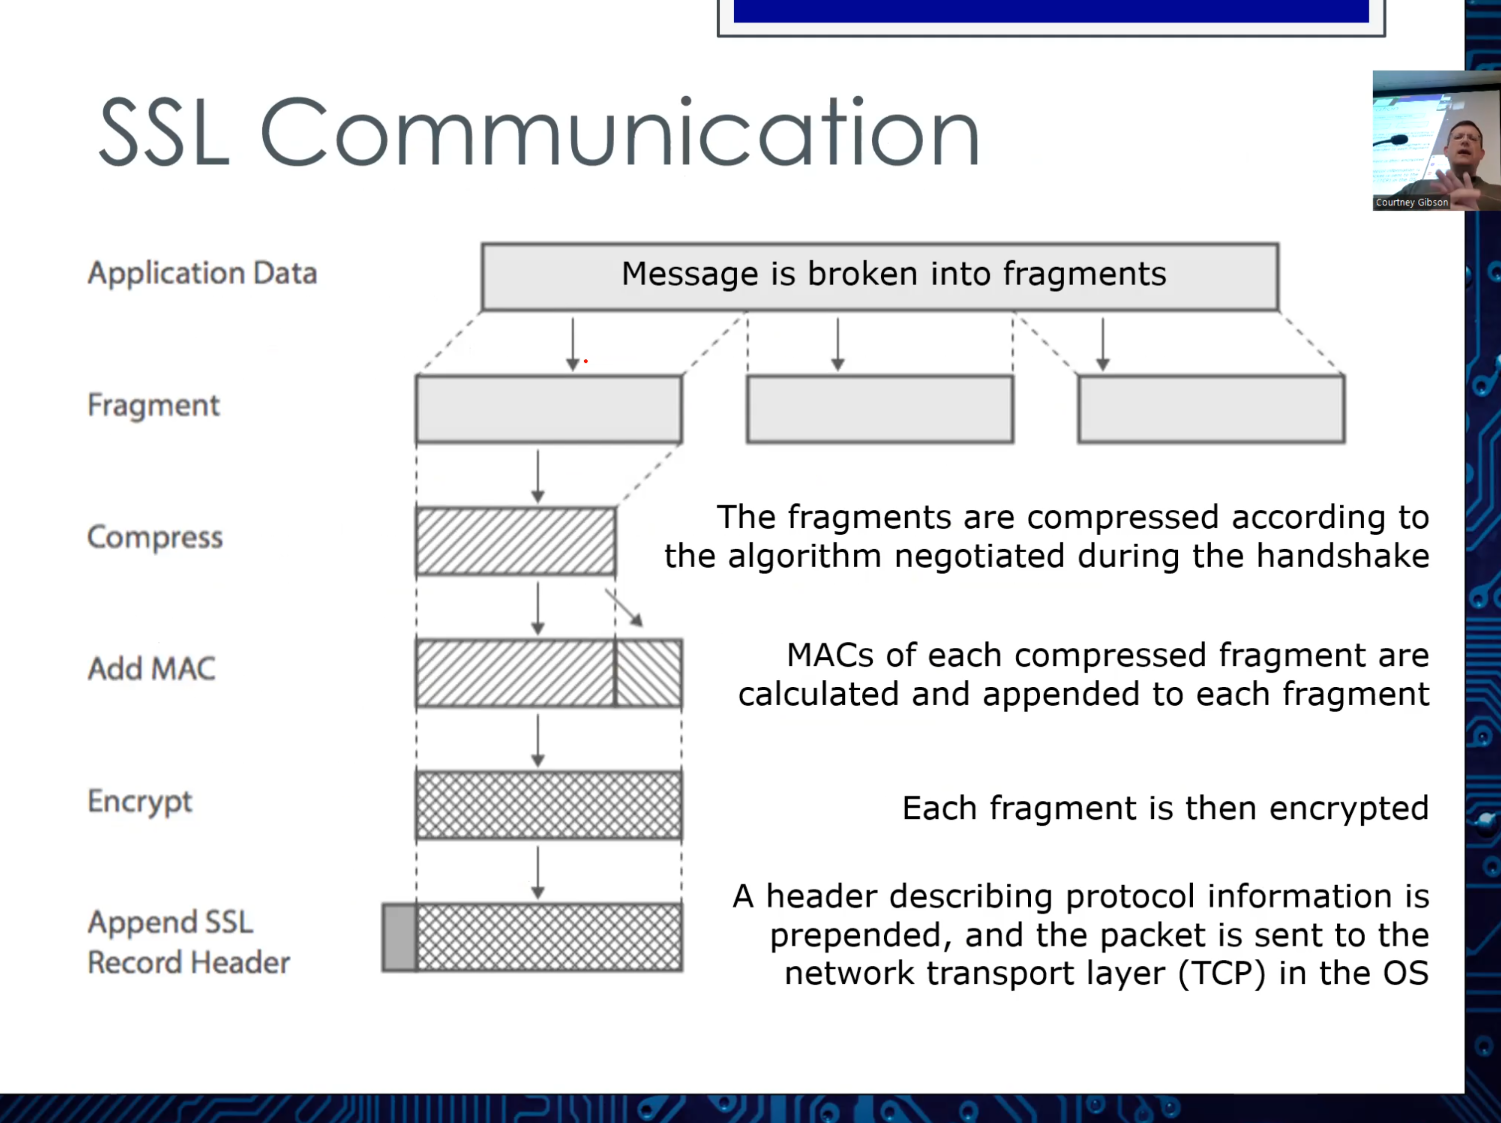 SSL Communication
Courtney Gibson
Application Data
Message is broken into fragments
Fragment
Compress
The fragments are compressed according to
the algorithm negotiated during the handshake
Add MAC
MACs of each compressed fragment are
calculated and appended to each fragment
Encrypt
Each fragment is then encrypted
Append SSL
Record Header
A header describing protocol information is
prepended, and the packet is sent to the
network transport layer (TCP) in the OS